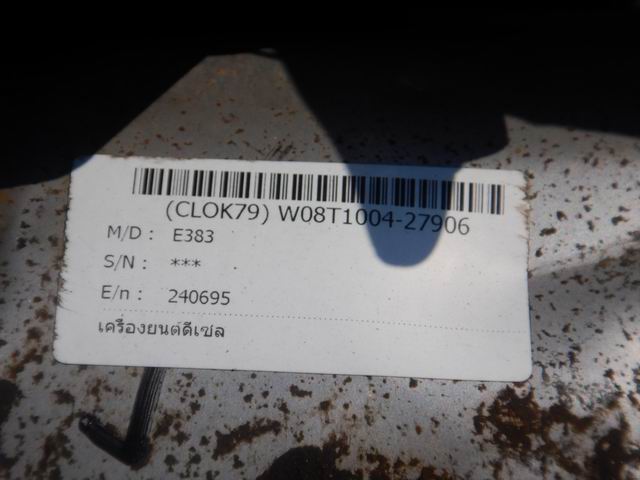 (CLOK79) W08T1004-27906
M/D : E383
S/N : ***
E/n : 240695
เครื่องยนต์ดีเซล